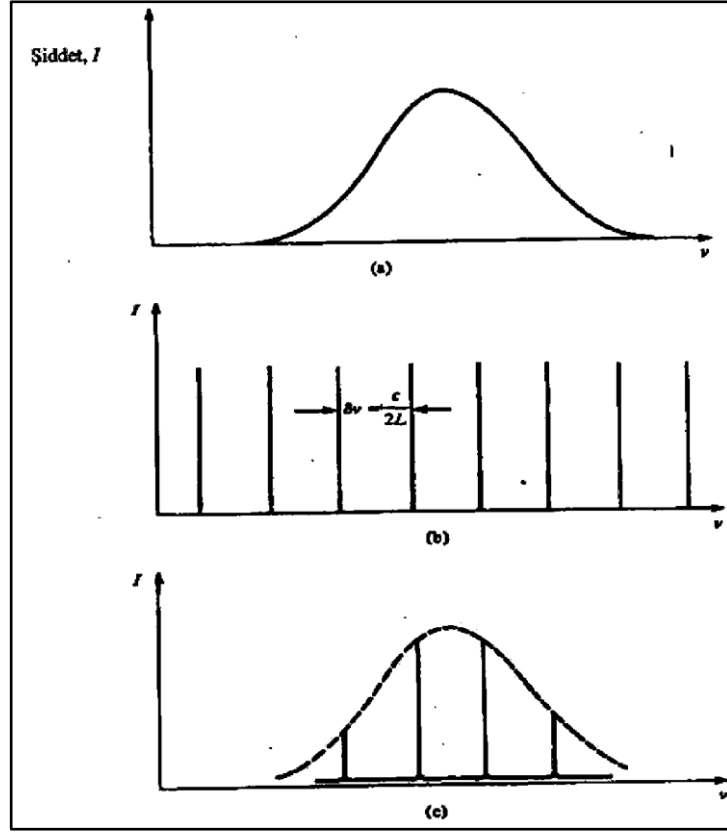 Şiddet, I
ν
(a)
I
δν = c/2L
ν
(b)
I
ν
(c)